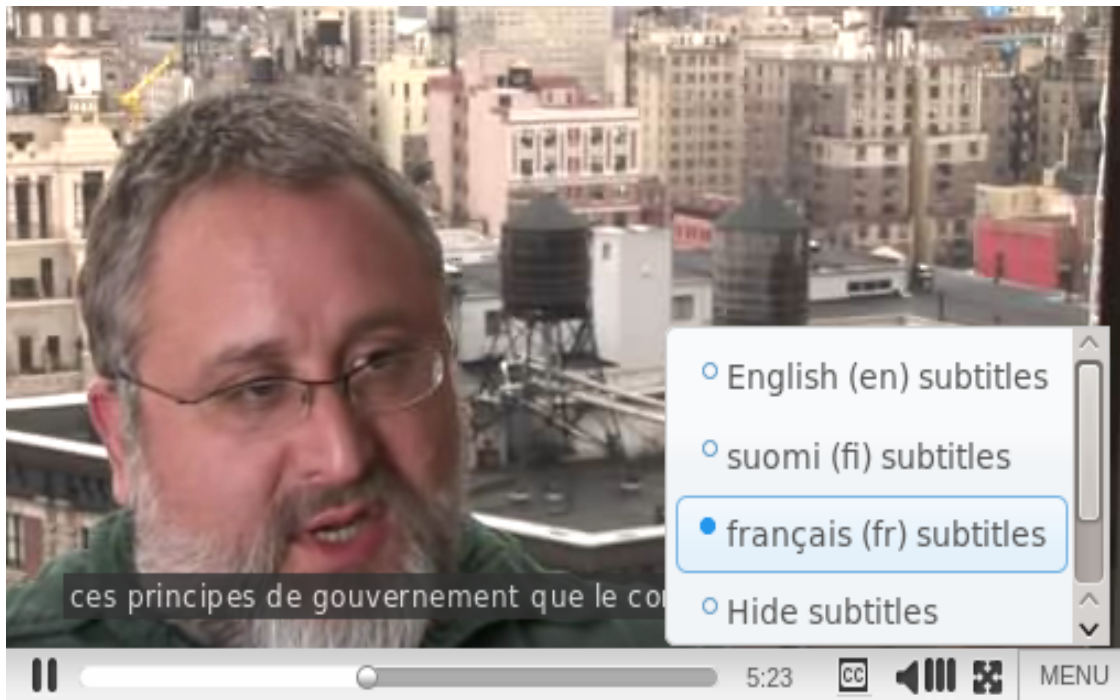 English (en) subtitles
suomi (fi) subtitles
français (fr) subtitles
Hide subtitles
ces principes de gouvernement que le
5:23
CC
MENU